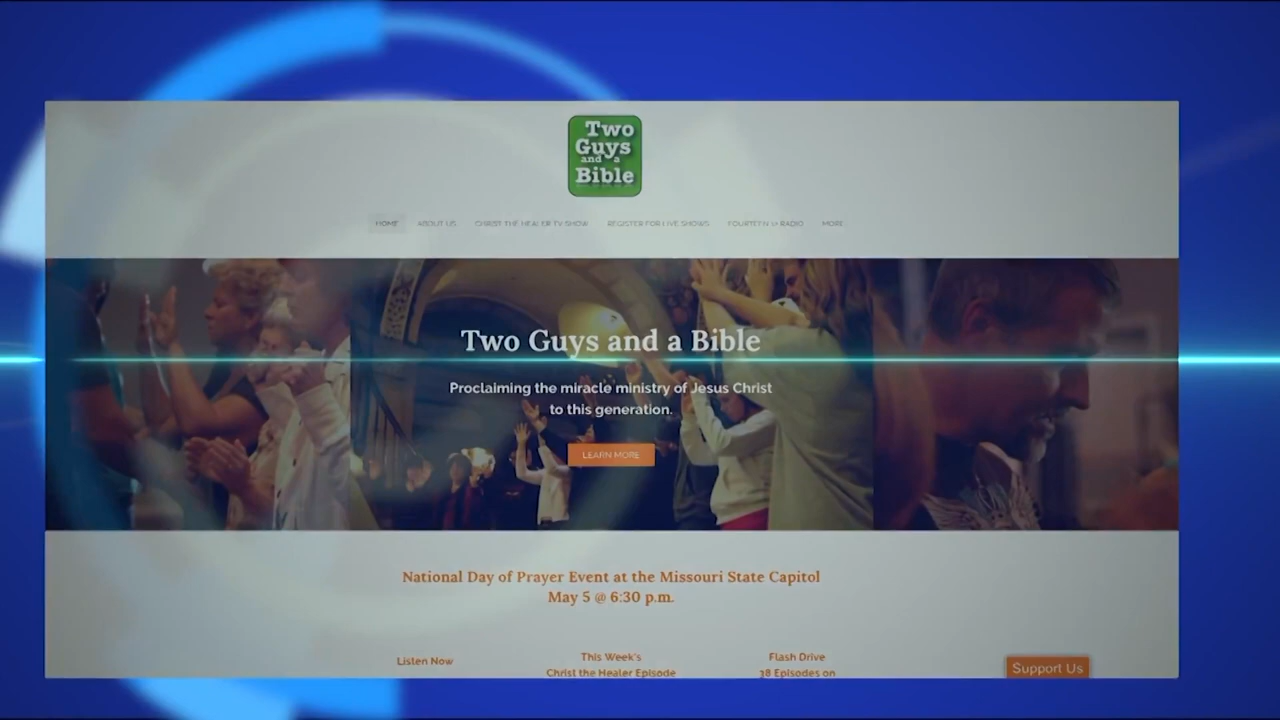 Two
Guys
and a
Bible
HOME ABOUT US CHRIST THE HEALER TV SHOW REGISTER FOR LIVE SHOWS FOURTEEN 12 RADIO MORE
Two Guys and a Bible
Proclaiming the miracle ministry of Jesus Christ
to this generation.
LEARN MORE
National Day of Prayer Event at the Missouri State Capitol
May 5 @ 6:30 p.m.
Listen Now
This Week's
Christ the Healer Episode
Flash Drive
38 Episodes on
Support Us